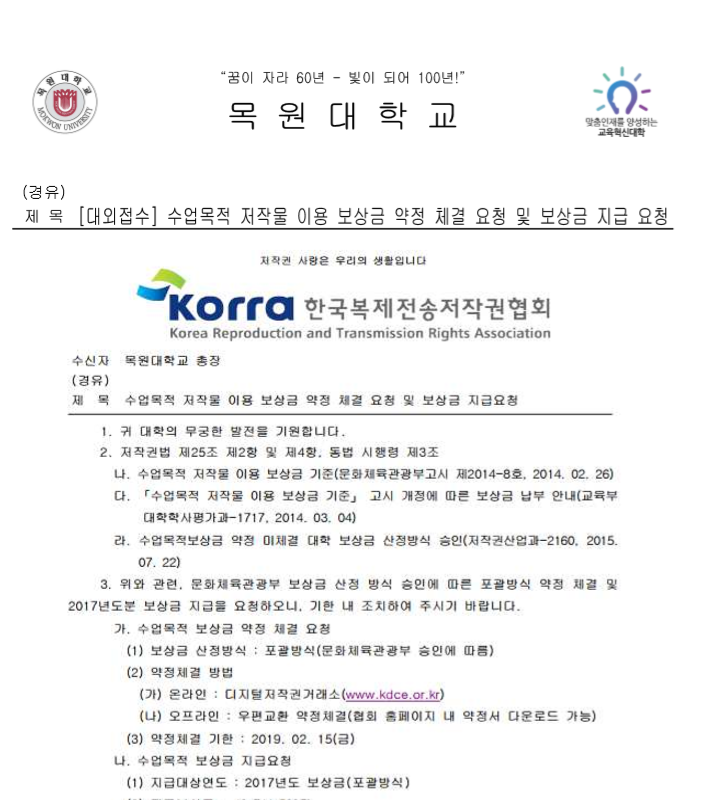 "꿈이 자라 60년 - 빛이 되어 100년!"
목원대학교
목원대학교
MOKWON UNIVERSITY
맞춤인재를 양성하는
교육혁신대학
(경유)
제 목 [대외접수] 수업목적 저작물 이용 보상금 약정 체결 요청 및 보상금 지급 요청
저작권 사랑은 우리의 생활입니다
Korra 한국복제전송저작권협회
Korea Reproduction and Transmission Rights Association
수신자 목원대학교 총장
(경유)
제 목 수업목적 저작물 이용 보상금 약정 체결 요청 및 보상금 지급요청
1. 귀 대학의 무궁한 발전을 기원합니다.
2. 저작권법 제25조 제2항 및 제4항, 동법 시행령 제3조
나. 수업목적 저작물 이용 보상금 기준(문화체육관광부고시 제2014-8호, 2014. 02. 26)
다. 「수업목적 저작물 이용 보상금 기준」 고시 개정에 따른 보상금 납부 안내(교육부
대학학사평가과-1717, 2014. 03. 04)
라. 수업목적보상금 약정 미체결 대학 보상금 산정방식 승인(저작권산업과-2160, 2015.
07. 22)
3. 위와 관련, 문화체육관광부 보상금 산정 방식 승인에 따른 포괄방식 약정 체결 및
2017년도분 보상금 지급을 요청하오니, 기한 내 조치하여 주시기 바랍니다.
가. 수업목적 보상금 약정 체결 요청
(1) 보상금 산정방식 : 포괄방식(문화체육관광부 승인에 따름)
(2) 약정체결 방법
(가) 온라인 : 디지털저작권거래소(www.kdce.or.kr)
(나) 오프라인 : 우편교환 약정체결(협회 홈페이지 내 약정서 다운로드 가능)
(3) 약정체결 기한 : 2019. 02. 15(금)
나. 수업목적 보상금 지급요청
(1) 지급대상연도 : 2017년도 보상금(포괄방식)